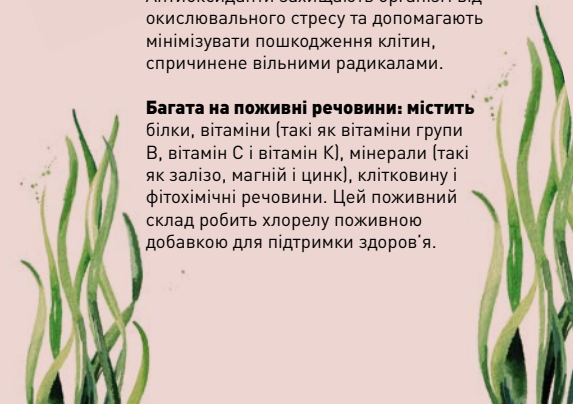 Антиоксиданти захищають організм від
окислювального стресу та допомагають
мінімізувати пошкодження клітин,
спричинене вільними радикалами.
Багата на поживні речовини: містить
білки, вітаміни (такі як вітаміни групи
В, вітамін С і вітамін К), мінерали (такі
як залізо, магній і цинк), клітковину і
фітохімічні речовини. Цей поживний
склад робить хлорелу поживною
добавкою для підтримки здоров'я.